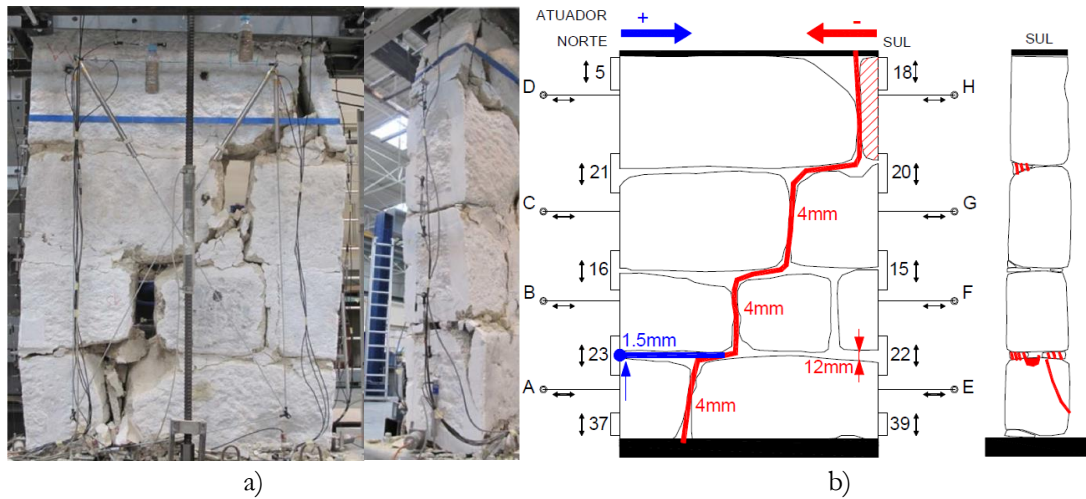 ATUADOR
+
-
NORTE
SUL
SUL
5
18
D
H
21
20
C
G
4mm
16
15
B
F
4mm
1.5mm
23
22
12mm
A
E
4mm
37
39
a)
b)